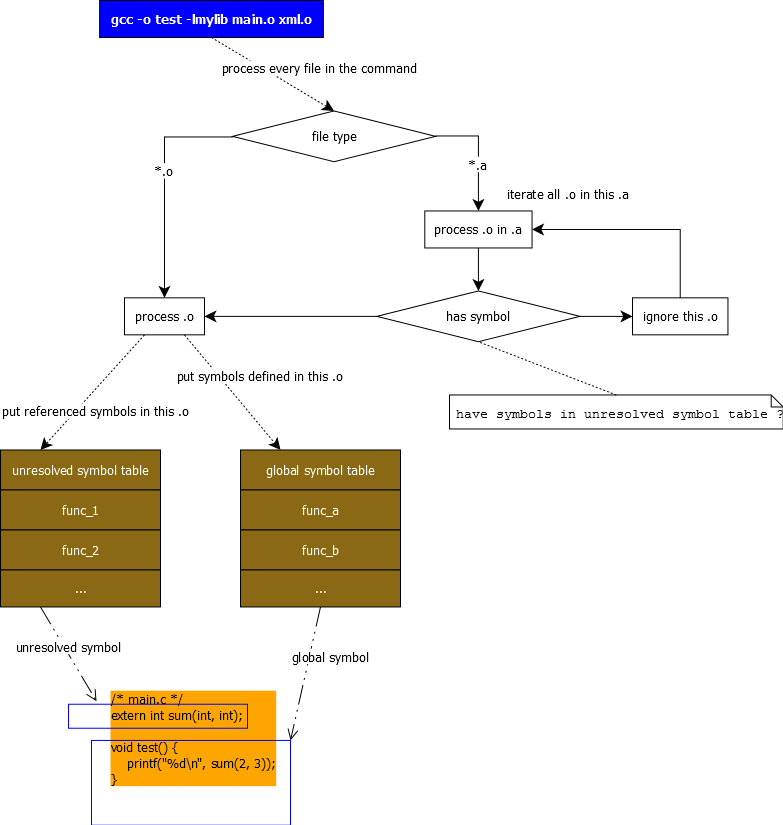 gcc -o test -lmylib main.o xml.o
process every file in the command
file type
*.o
*.a
iterate all .o in this .a
process .o in .a
process .o
has symbol
ignore this .o
put symbols defined in this .o
put referenced symbols in this .o
have symbols in unresolved symbol table ?
unresolved symbol table
func_1
func_2
...
global symbol table
func_a
func_b
...
unresolved symbol
global symbol
/* main.c */
extern int sum(int, int);
void test() {
printf("%d\n", sum(2, 3));
}